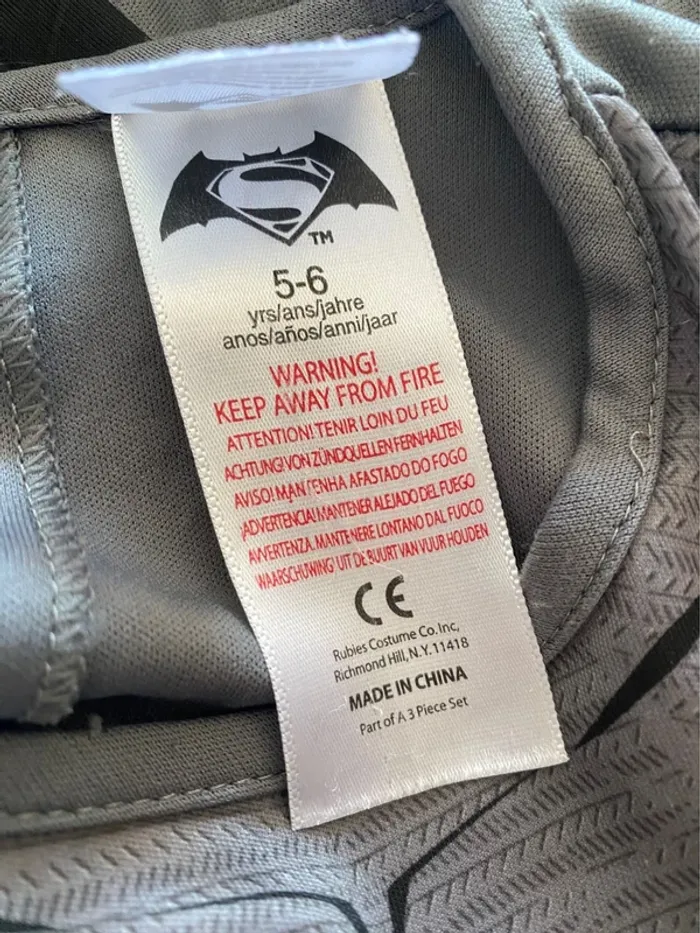 TM
5-6
yrs/ans/jahre
anos/años/anni/jaar
WARNING!
KEEP AWAY FROM FIRE
ATTENTION! TENIR LOIN DU FEU
ACHTUNG! VON ZÜNDQUELLEN FERNHALTEN
AVISO! MANTENHA AFASTADO DO FOGO
¡ADVERTENCIA! MANTENER ALEJADO DEL FUEGO
AVVERTENZA. MANTENERE LONTANO DAL FUOCO
WAARSCHUWING' UIT DE BUURT VAN VUUR HOUDEN
CE
Rubies Costume Co. Inc,
Richmond Hill, N.Y. 11418
MADE IN CHINA
Part of A 3 Piece Set